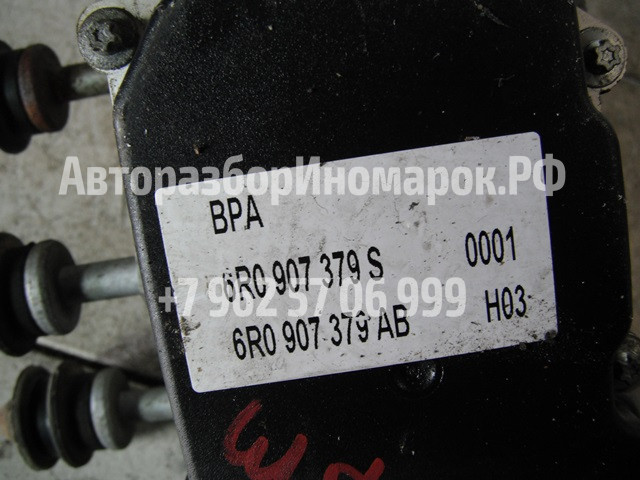 АвторазборИномарок.РФ
BPA
6R0 907 379 S 0001
+7 962 57 06 999
6R0 907 379 AB H03